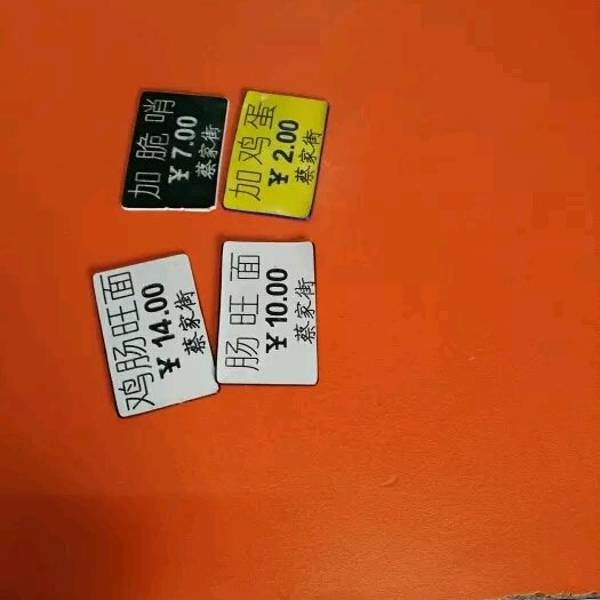 加脆哨
¥ 7.00
蔡家街
加鸡蛋
¥ 2.00
蔡家街
鸡肠旺面
¥ 14.00
蔡家街
肠旺面
¥ 10.00
蔡家街